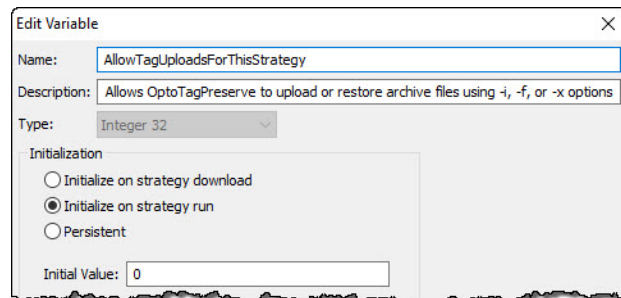 Edit Variable
Name: AllowTagUploadsForThisStrategy
Description: Allows OptoTagPreserve to upload or restore archive files using -i, -f, or -x options
Type: Integer 32
Initialization
Initialize on strategy download
Initialize on strategy run
Persistent
Initial Value: 0